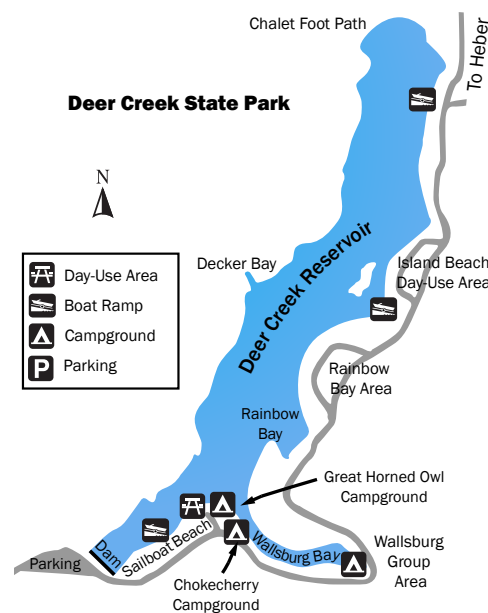 Chalet Foot Path
To Heber
Deer Creek State Park
N
Day-Use Area
Boat Ramp
Campground
P
Parking
Decker Bay
Deer Creek Reservoir
Island Beach
Day-Use Area
Rainbow
Bay Area
Rainbow
Bay
Great Horned Owl
Campground
Dam
Sailboat Beach
Wallsburg Bay
Wallsburg
Group
Area
Parking
Chokecherry
Campground